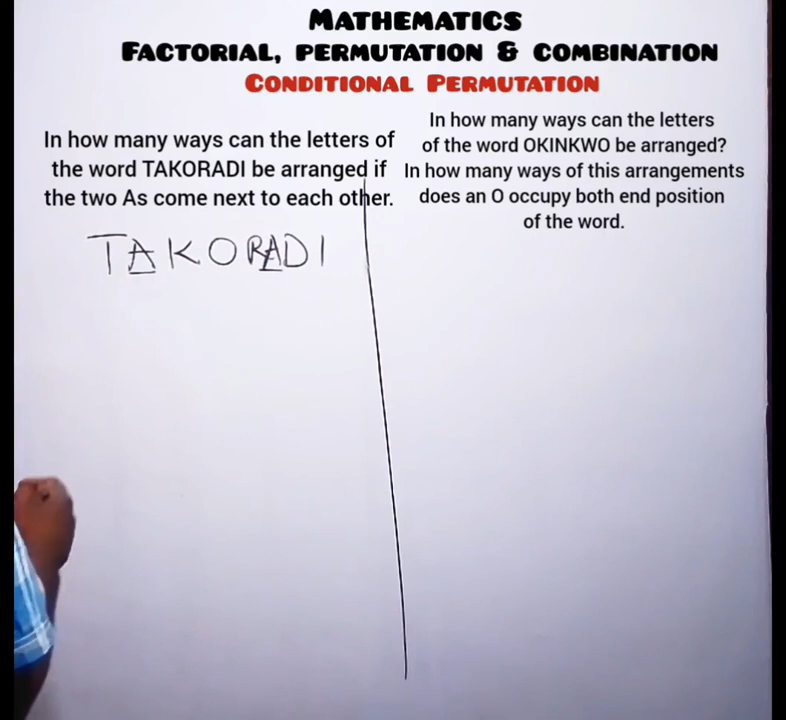 MATHEMATICS
FACTORIAL, PERMUTATION & COMBINATION
CONDITIONAL PERMUTATION
In how many ways can the letters of
the word TAKORADI be arranged if
the two As come next to each other.
TAKORADI
In how many ways can the letters
of the word OKINKWO be arranged?
In how many ways of this arrangements
does an O occupy both end position
of the word.